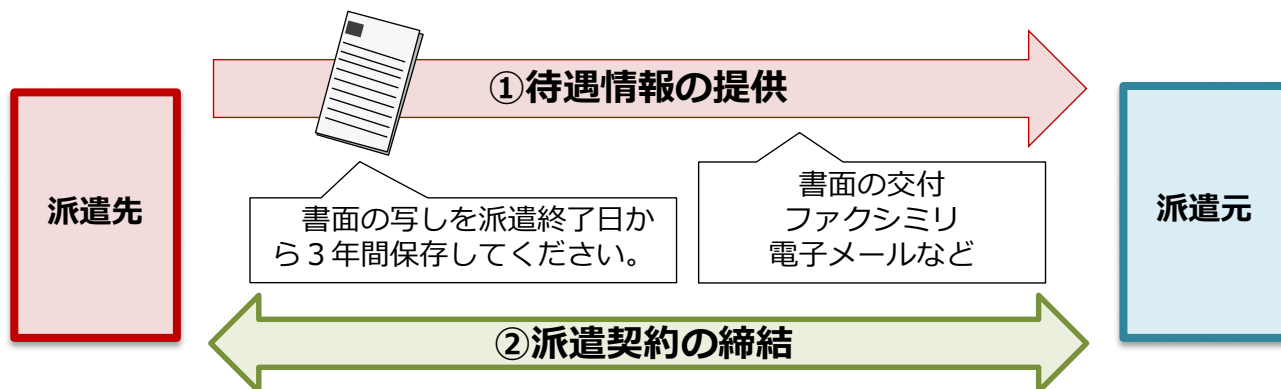 ①待遇情報の提供
派遣先
書面の写しを派遣終了日か
ら３年間保存してください。
書面の交付
ファクシミリ
電子メールなど
派遣元
②派遣契約の締結